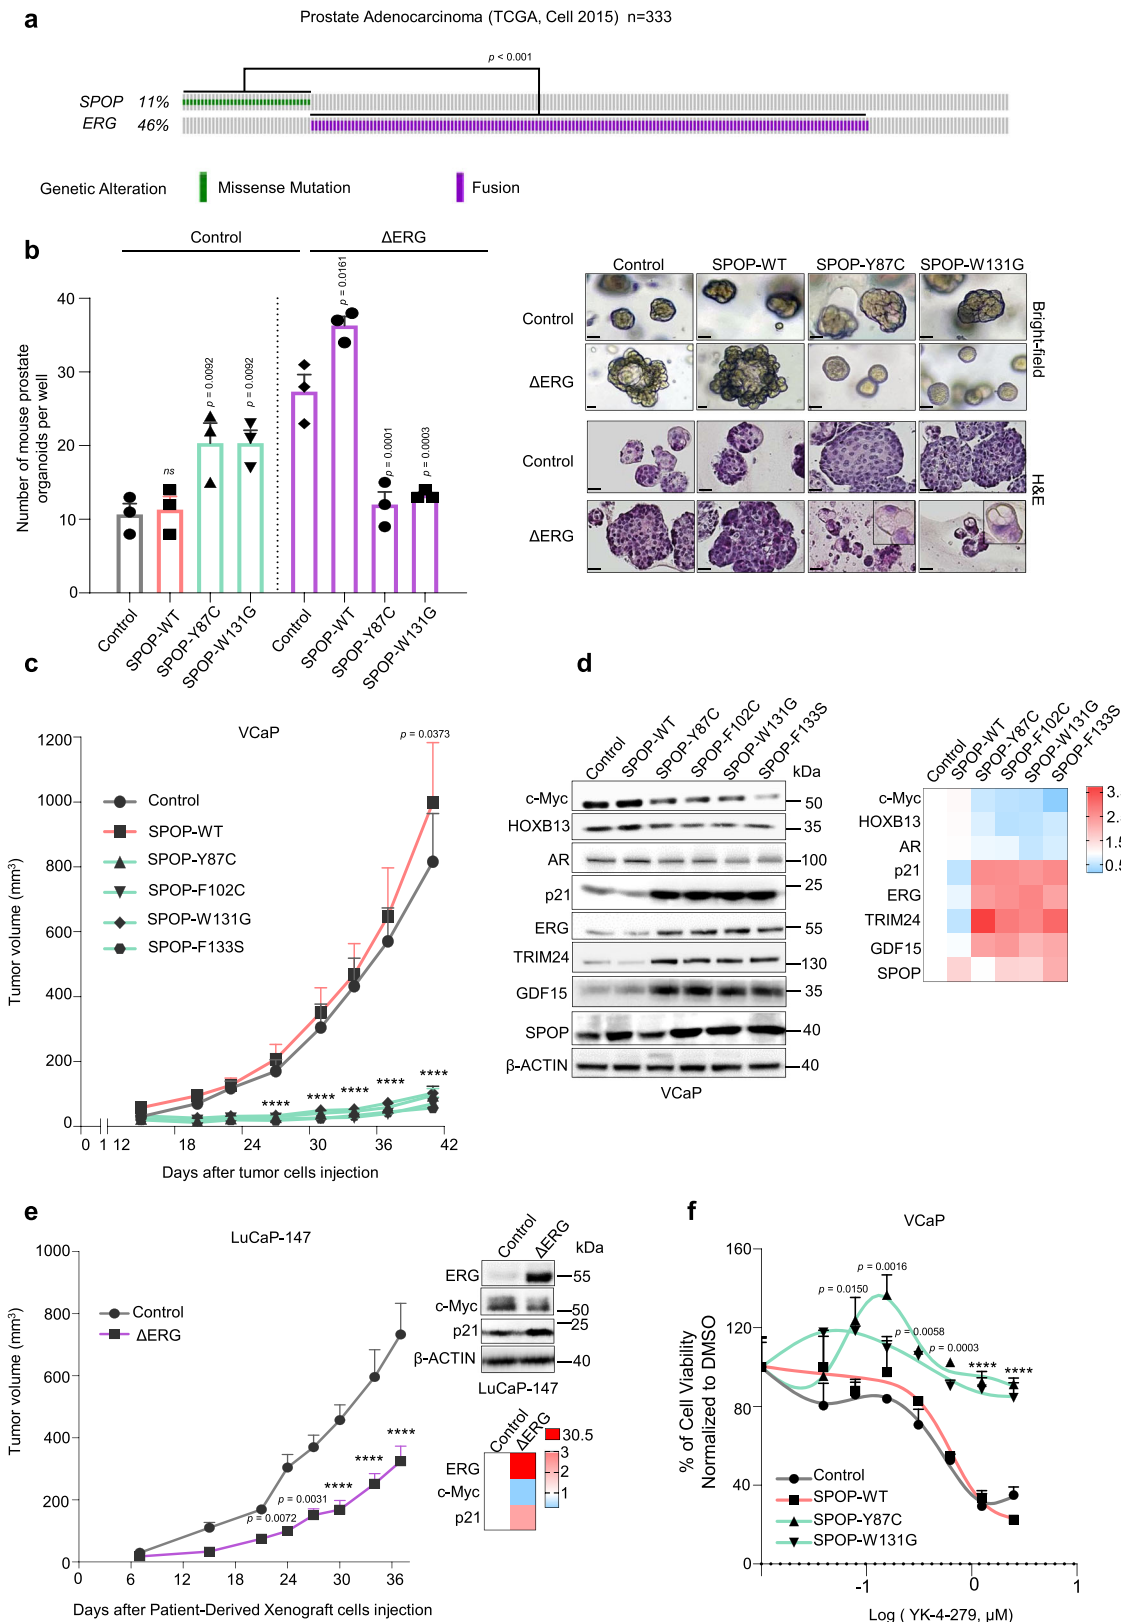 a
Prostate Adenocarcinoma (TCGA, Cell 2015) n=333
p < 0.001
SPOP 11%
ERG 46%
Genetic Alteration Missense Mutation Fusion
b
Control ΔERG
Number of mouse prostate
organoids per well
40
30
20
10
0
ns
p = 0.0092
p = 0.0092
p = 0.0161
p = 0.0001
p = 0.0003
Control
SPOP-WT
SPOP-Y87C
SPOP-W131G
Control
SPOP-WT
SPOP-Y87C
SPOP-W131G
Control SPOP-WT SPOP-Y87C SPOP-W131G
Control
ΔERG
Bright-field
Control
ΔERG
H&E
c
VCaP
Tumor volume (mm³)
1200
1000
800
600
400
200
0
p = 0.0373
Control
SPOP-WT
SPOP-Y87C
SPOP-F102C
SPOP-W131G
SPOP-F133S
**** **** **** **** ****
0 1 12 18 24 30 36 42
Days after tumor cells injection
d
Control
SPOP-WT
SPOP-Y87C
SPOP-F102C
SPOP-W131G
SPOP-F133S
kDa
c-Myc 50
HOXB13 35
AR 100
p21 25
ERG 55
TRIM24 130
GDF15 35
SPOP 40
β-ACTIN 40
VCaP
Control
SPOP-WT
SPOP-Y87C
SPOP-F102C
SPOP-W131G
SPOP-F133S
c-Myc
HOXB13
AR
p21
ERG
TRIM24
GDF15
SPOP
3.5
2.5
1.5
0.5
e
LuCaP-147
Tumor volume (mm³)
1000
800
600
400
200
0
Control
ΔERG
p = 0.0072
p = 0.0031
**** **** ****
0 6 12 18 24 30 36
Days after Patient-Derived Xenograft cells injection
Control
ΔERG
kDa
ERG 55
c-Myc 50
p21 25
β-ACTIN 40
LuCaP-147
Control
ΔERG
ERG
c-Myc
p21
30.5
3
2
1
f
VCaP
% of Cell Viability
Normalized to DMSO
160
120
80
40
0
p = 0.0150
p = 0.0016
p = 0.0058
p = 0.0003
**** ****
Control
SPOP-WT
SPOP-Y87C
SPOP-W131G
-1 0 1
Log ( YK-4-279, μM)